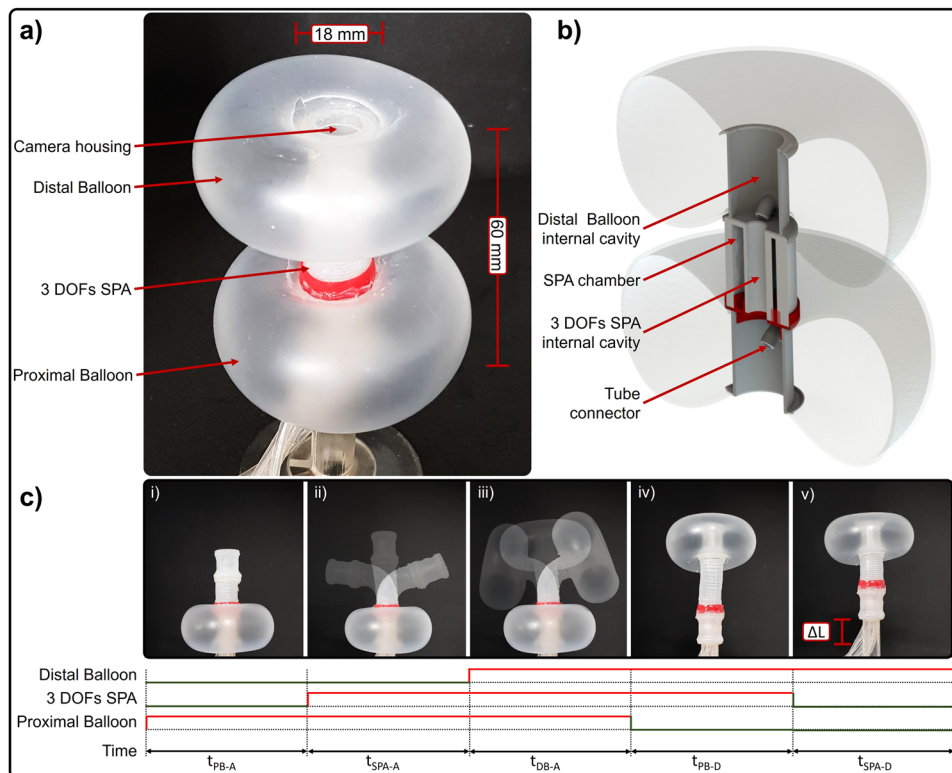 a)
18 mm
Camera housing
Distal Balloon
60 mm
3 DOFs SPA
Proximal Balloon
b)
Distal Balloon
internal cavity
SPA chamber
3 DOFs SPA
internal cavity
Tube
connector
c)
i)
ii)
iii)
iv)
v)
ΔL
Distal Balloon
3 DOFs SPA
Proximal Balloon
Time
tPB-A
tSPA-A
tDB-A
tPB-D
tSPA-D